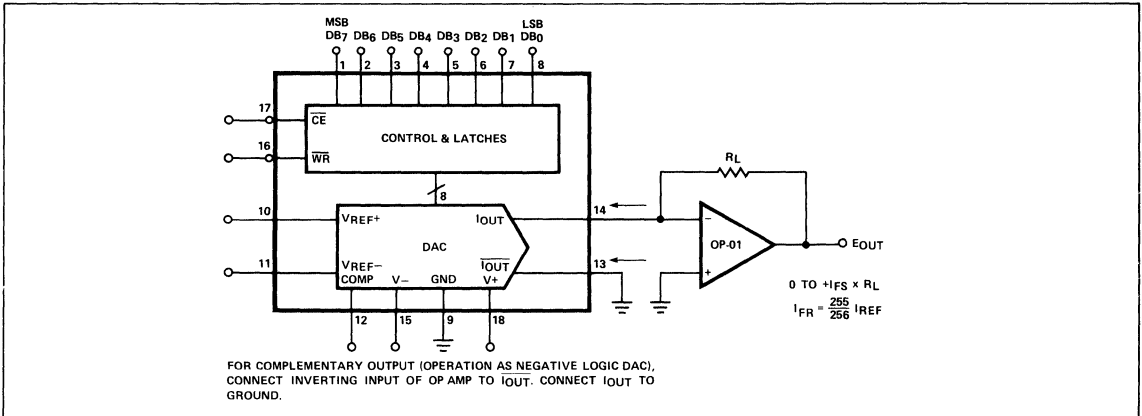 MSB LSB
DB7 DB6 DB5 DB4 DB3 DB2 DB1 DB0
1 2 3 4 5 6 7 8
17 CE
CONTROL & LATCHES
16 WR
8
RL
10 VREF+ IOUT 14
DAC
OP-01
−
+
EOUT
11 VREF− IOUT 13
COMP V− GND V+
12 15 9 18
0 TO +IFS x RL
IFR = 255/256 IREF
FOR COMPLEMENTARY OUTPUT (OPERATION AS NEGATIVE LOGIC DAC),
CONNECT INVERTING INPUT OF OP AMP TO IOUT. CONNECT IOUT TO
GROUND.